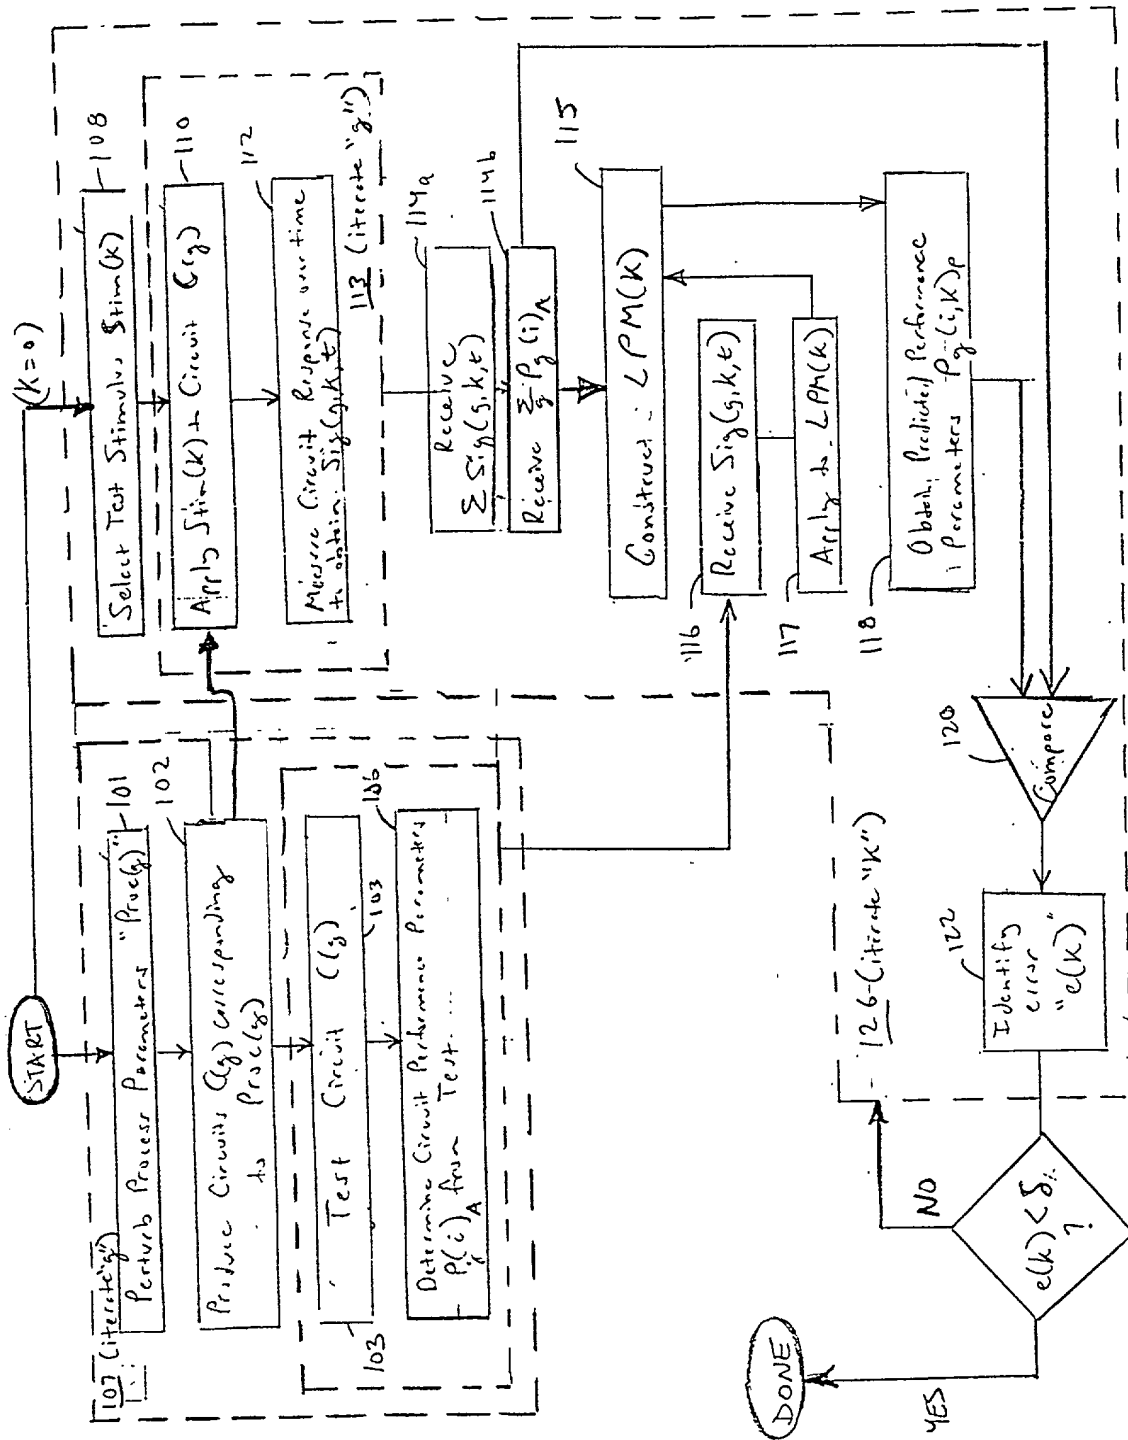 START
(K=0)
107 (iterate "g")
Perturb Process Parameters "Proc(g)"
101
Produce Circuits C(g) corresponding
to Proc(g)
102
Test Circuit C(g)
103
103
Determine Circuit Performance Parameters
Pg(i)A from Test....
106
Select Test Stimulus Stim(K)
108
Apply Stim(K) to Circuit C(g)
110
Measure Circuit Response over time
to obtain: Sig(g,k,t)
112
113 (iterate "g")
Receive
Σ Sig(g,k,t)
114a
Receive Σg Pg(i)A
114b
Construct : LPM(K)
115
116
Receive Sig(g,k,t)
117
Apply to LPM(k)
118
Obtain Predicted Performance
Parameters Pg(i,K)P
120
Compare
122
Identify
error
"e(k)"
126 (iterate "K")
e(k) < δ
?
NO
YES
DONE